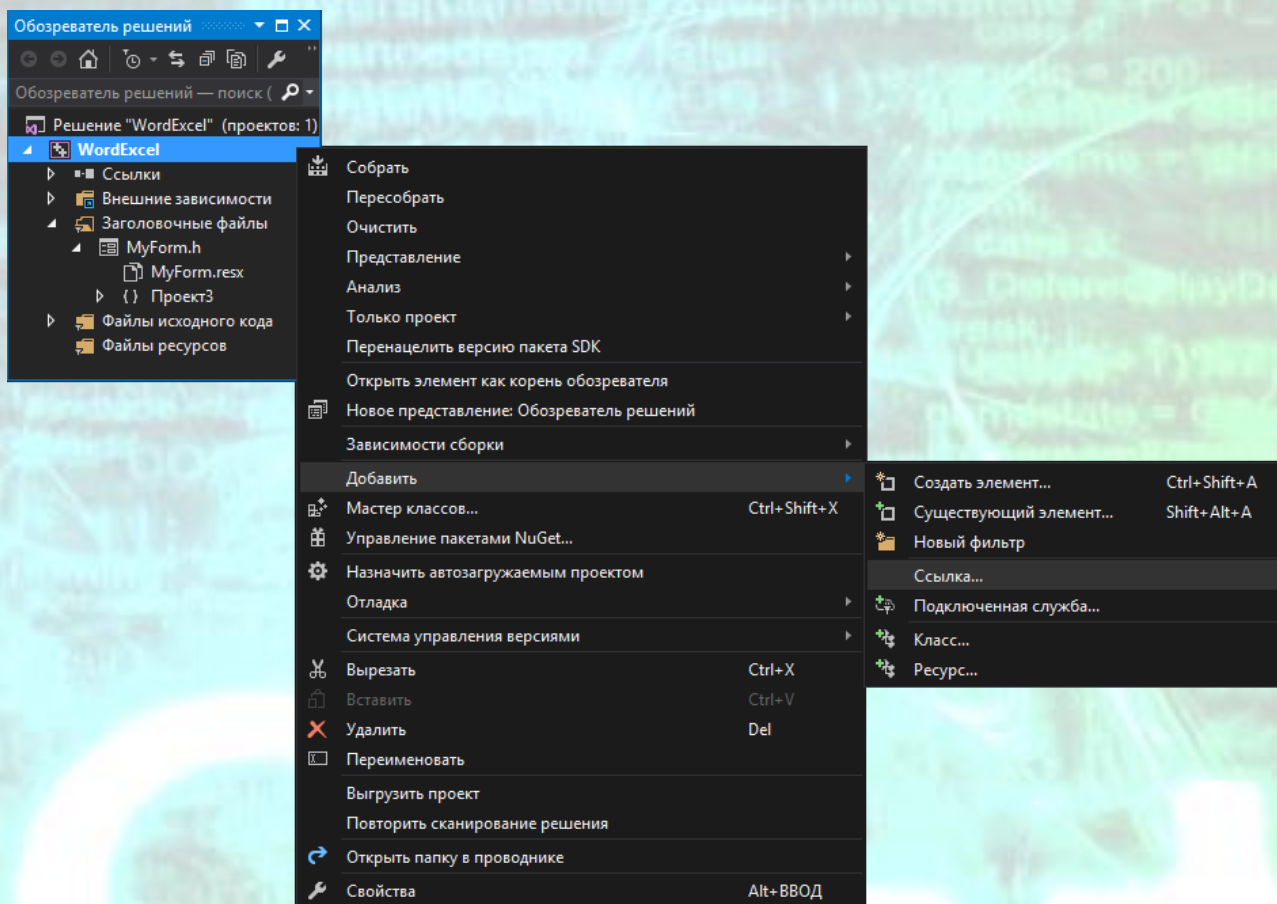 Обозреватель решений
Обозреватель решений — поиск (
Решение "WordExcel" (проектов: 1)
WordExcel
Ссылки
Внешние зависимости
Заголовочные файлы
MyForm.h
MyForm.resx
{ } Проект3
Файлы исходного кода
Файлы ресурсов
Собрать
Пересобрать
Очистить
Представление
Анализ
Только проект
Перенацелить версию пакета SDK
Открыть элемент как корень обозревателя
Новое представление: Обозреватель решений
Зависимости сборки
Добавить
Мастер классов... Ctrl+Shift+X
Управление пакетами NuGet...
Назначить автозагружаемым проектом
Отладка
Система управления версиями
Вырезать Ctrl+X
Вставить Ctrl+V
Удалить Del
Переименовать
Выгрузить проект
Повторить сканирование решения
Открыть папку в проводнике
Свойства Alt+ВВОД
Создать элемент... Ctrl+Shift+A
Существующий элемент... Shift+Alt+A
Новый фильтр
Ссылка...
Подключенная служба...
Класс...
Ресурс...